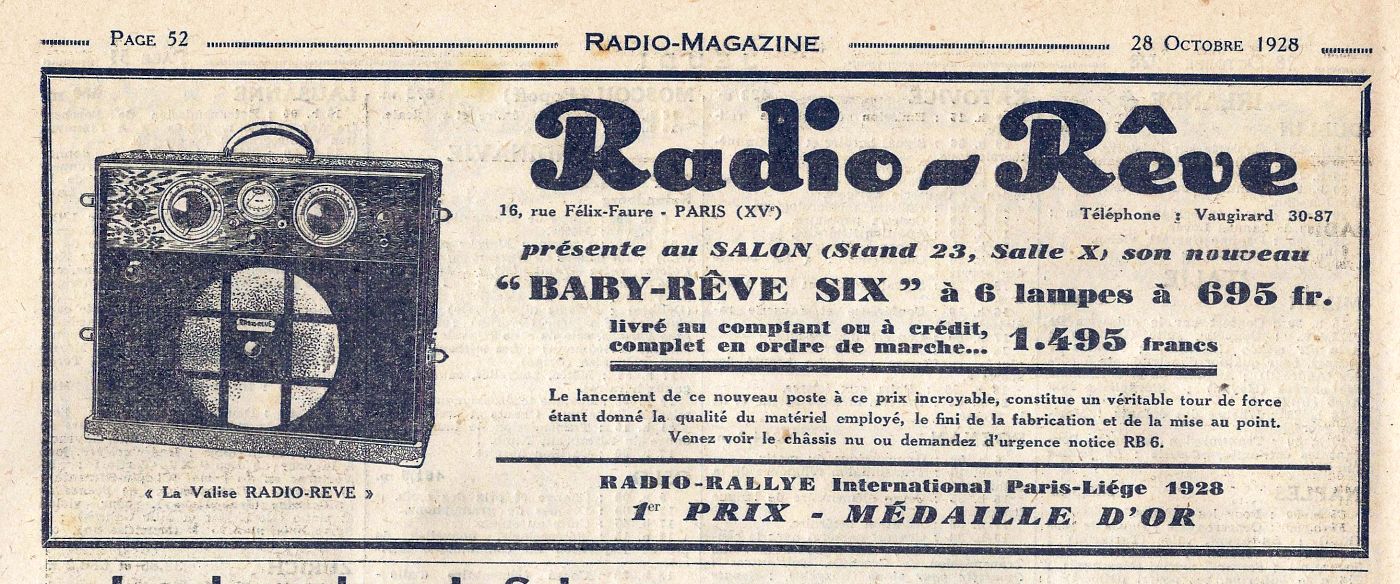 PAGE 52
RADIO-MAGAZINE
28 OCTOBRE 1928
Radio-Rêve
16, rue Félix-Faure - PARIS (XVe)
Téléphone : Vaugirard 30-87
présente au SALON (Stand 23, Salle X) son nouveau
“BABY-RÊVE SIX” à 6 lampes à 695 fr.
livré au comptant ou à crédit,
complet en ordre de marche... 1.495 francs
Le lancement de ce nouveau poste à ce prix incroyable, constitue un véritable tour de force
étant donné la qualité du matériel employé, le fini de la fabrication et de la mise au point.
Venez voir le châssis nu ou demandez d'urgence notice RB 6.
« La Valise RADIO-REVE »
RADIO-RALLYE International Paris-Liége 1928
1er PRIX - MÉDAILLE D'OR